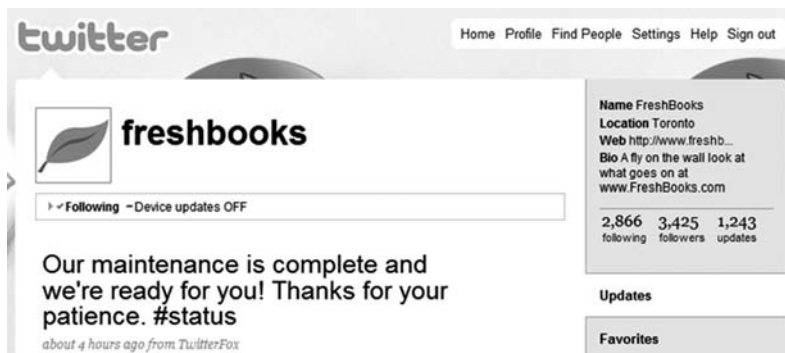 twitter
Home Profile Find People Settings Help Sign out
freshbooks
Following - Device updates OFF
Our maintenance is complete and
we're ready for you! Thanks for your
patience. #status
about 4 hours ago from TwitterFox
Name FreshBooks
Location Toronto
Web http://www.freshb...
Bio A fly on the wall look at
what goes on at
www.FreshBooks.com
2,866 3,425 1,243
following followers updates
Updates
Favorites